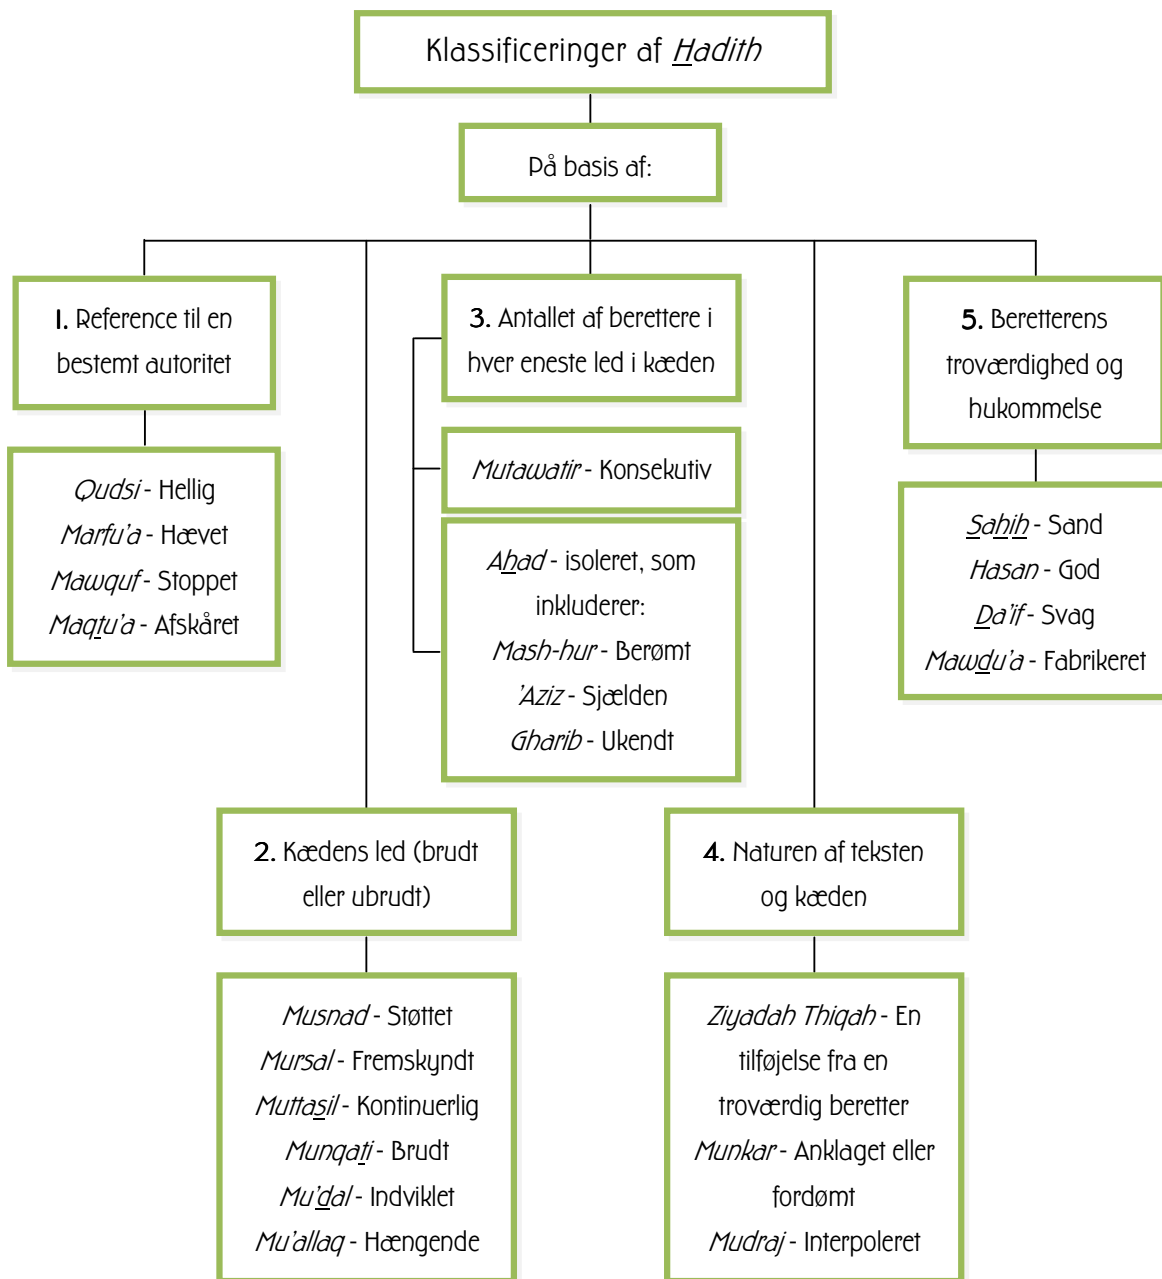 Klassificeringer af Hadith
På basis af:
1. Reference til en
bestemt autoritet
Qudsi - Hellig
Marfu'a - Hævet
Mawquf - Stoppet
Maqtu'a - Afskåret
2. Kædens led (brudt
eller ubrudt)
Musnad - Støttet
Mursal - Fremskyndt
Muttasil - Kontinuerlig
Munqati - Brudt
Mu'dal - Indviklet
Mu'allaq - Hængende
3. Antallet af berettere i
hver eneste led i kæden
Mutawatir - Konsekutiv
Ahad - isoleret, som
inkluderer:
Mash-hur - Berømt
'Aziz - Sjælden
Gharib - Ukendt
4. Naturen af teksten
og kæden
Ziyadah Thiqah - En
tilføjelse fra en
troværdig beretter
Munkar - Anklaget eller
fordømt
Mudraj - Interpoleret
5. Beretterens
troværdighed og
hukommelse
Sahih - Sand
Hasan - God
Da'if - Svag
Mawdu'a - Fabrikeret